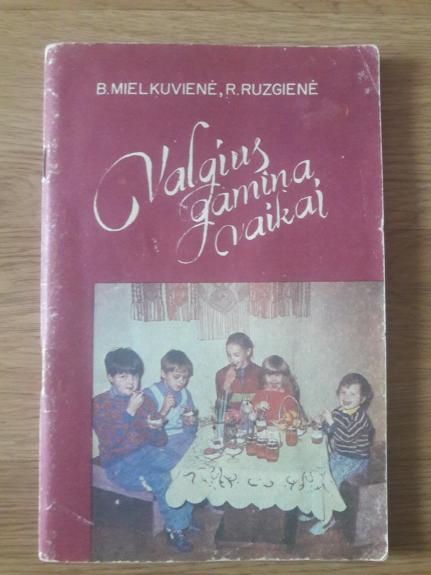 B. MIELKUVIENĖ, R. RUZGIENĖ
Valgius
gamina
vaikai